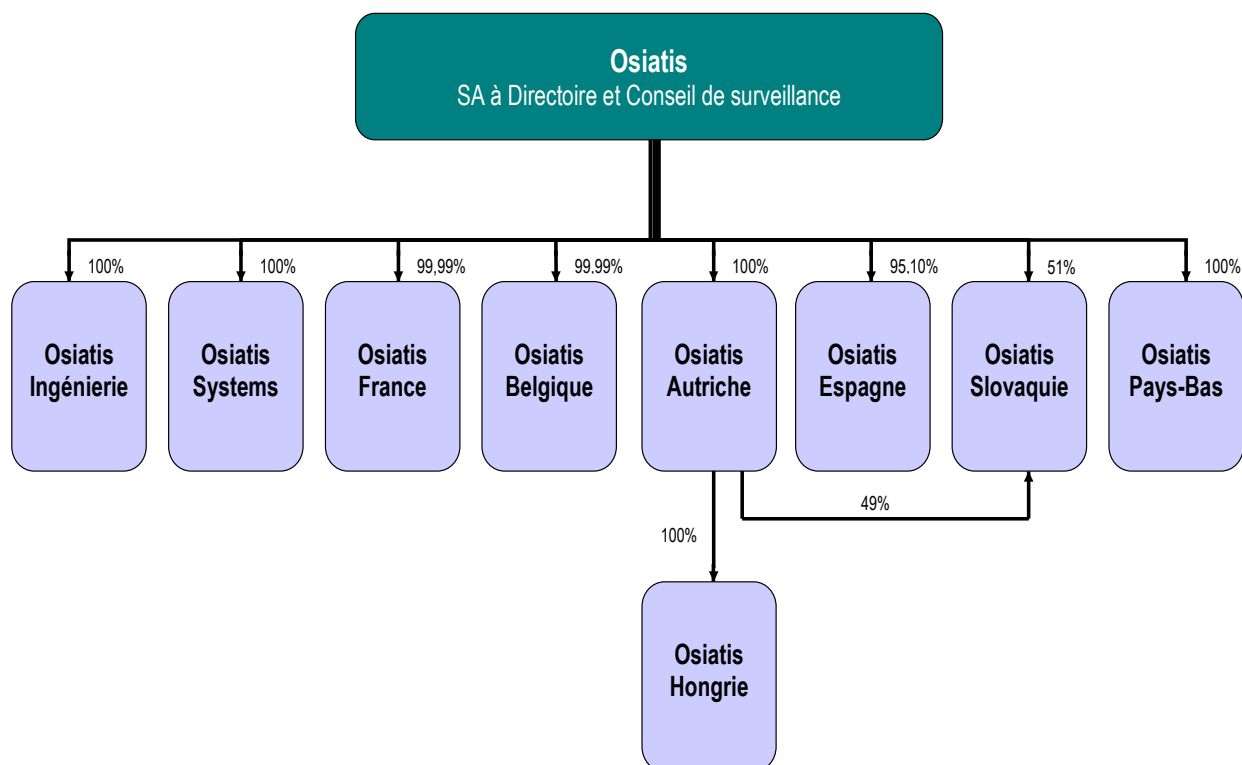 Osiatis
SA à Directoire et Conseil de surveillance
100%
100%
99,99%
99.99%
100%
95,10%
51%
100%
Osiatis
Ingénierie
Osiatis
Systems
Osiatis
France
Osiatis
Belgique
Osiatis
Autriche
Osiatis
Espagne
Osiatis
Slovaquie
Osiatis
Pays-Bas
49%
100%
Osiatis
Hongrie